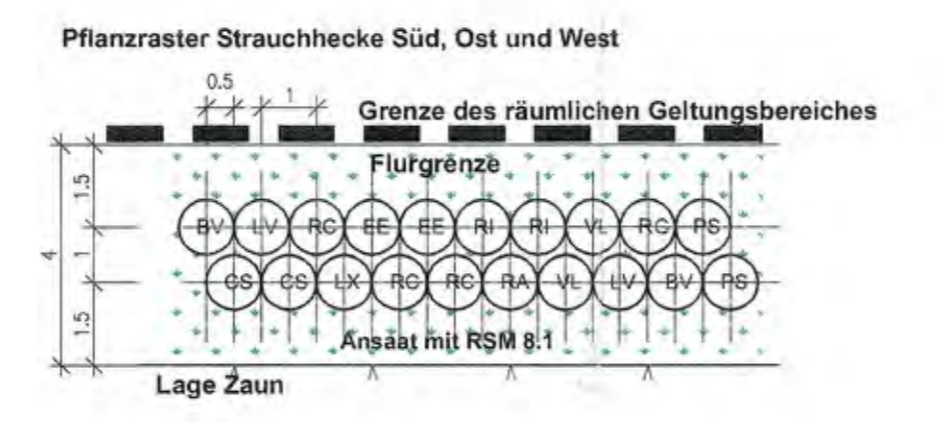 Pflanzraster Strauchhecke Süd, Ost und West
0.5
1
Grenze des räumlichen Geltungsbereiches
Flurgrenze
1.5
BV LV RC EE EE RI RI VL RC PS
4
1
CS CS LX RC RC RA VL LV BV PS
1.5
Ansaat mit RSM 8.1
Lage Zaun